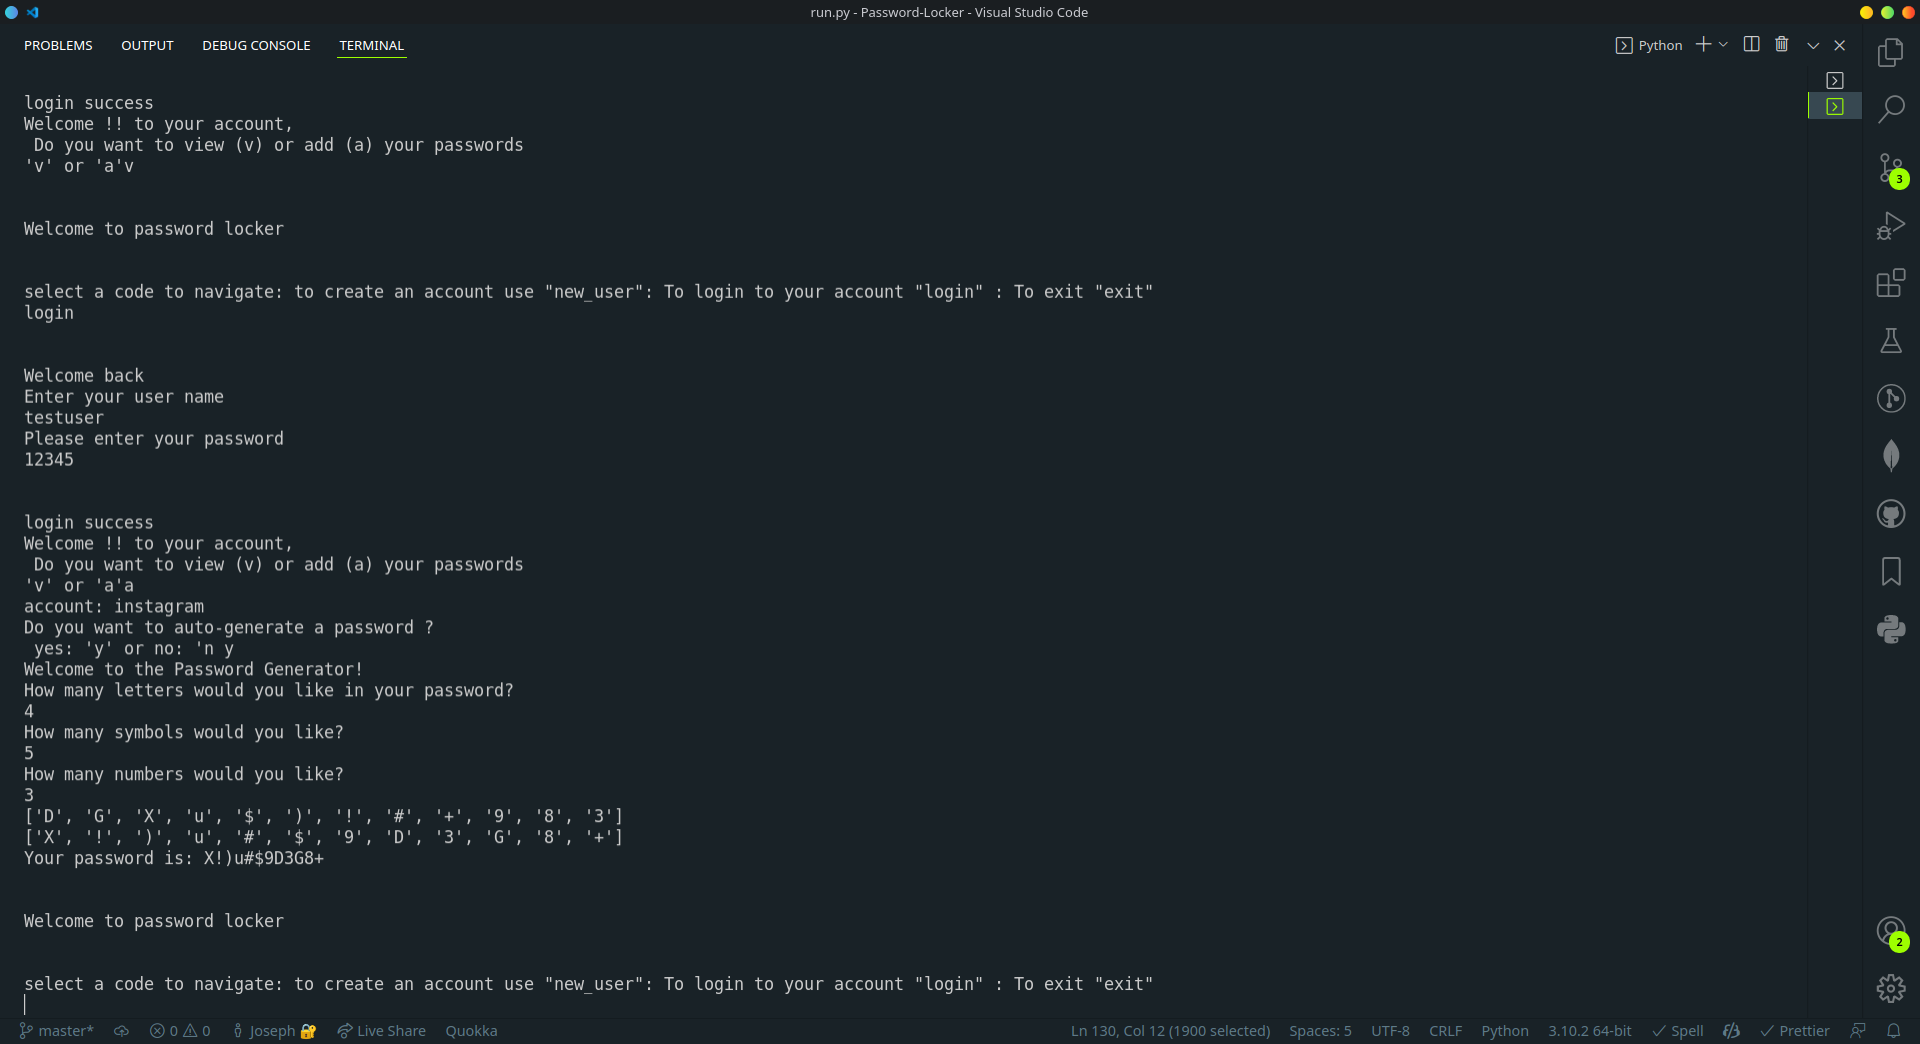 run.py - Password-Locker - Visual Studio Code
PROBLEMS OUTPUT DEBUG CONSOLE TERMINAL Python
login success
Welcome !! to your account,
 Do you want to view (v) or add (a) your passwords
'v' or 'a'v
Welcome to password locker
select a code to navigate: to create an account use "new_user": To login to your account "login" : To exit "exit"
login
Welcome back
Enter your user name
testuser
Please enter your password
12345
login success
Welcome !! to your account,
 Do you want to view (v) or add (a) your passwords
'v' or 'a'a
account: instagram
Do you want to auto-generate a password ?
 yes: 'y' or no: 'n y
Welcome to the Password Generator!
How many letters would you like in your password?
4
How many symbols would you like?
5
How many numbers would you like?
3
['D', 'G', 'X', 'u', '$', ')', '!', '#', '+', '9', '8', '3']
['X', '!', ')', 'u', '#', '$', '9', 'D', '3', 'G', '8', '+']
Your password is: X!)u#$9D3G8+
Welcome to password locker
select a code to navigate: to create an account use "new_user": To login to your account "login" : To exit "exit"
3
2
master* 0 0 Joseph Live Share Quokka Ln 130, Col 12 (1900 selected) Spaces: 5 UTF-8 CRLF Python 3.10.2 64-bit Spell Prettier